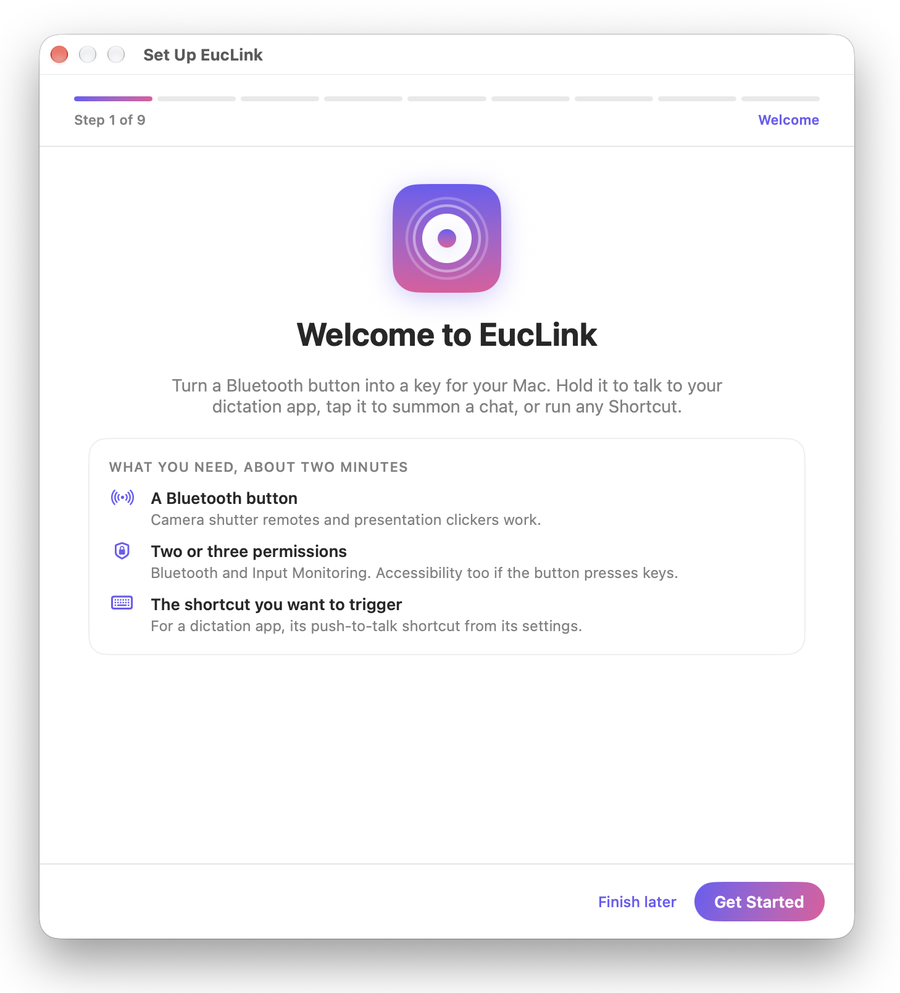 Set Up EucLink
Step 1 of 9
Welcome
Welcome to EucLink
Turn a Bluetooth button into a key for your Mac. Hold it to talk to your
dictation app, tap it to summon a chat, or run any Shortcut.
WHAT YOU NEED, ABOUT TWO MINUTES
A Bluetooth button
Camera shutter remotes and presentation clickers work.
Two or three permissions
Bluetooth and Input Monitoring. Accessibility too if the button presses keys.
The shortcut you want to trigger
For a dictation app, its push-to-talk shortcut from its settings.
Finish later
Get Started